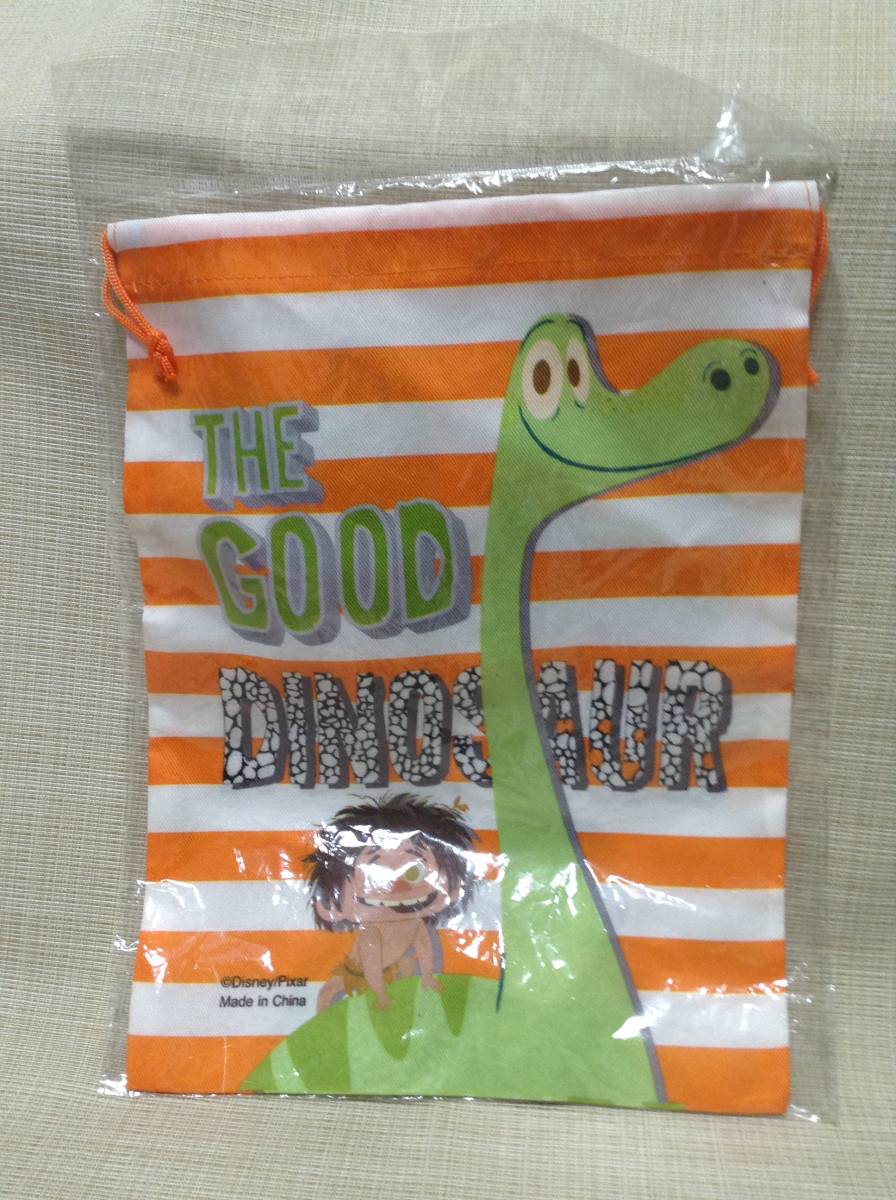 THE
GOOD
DINOSAUR
©Disney/Pixar
Made in China